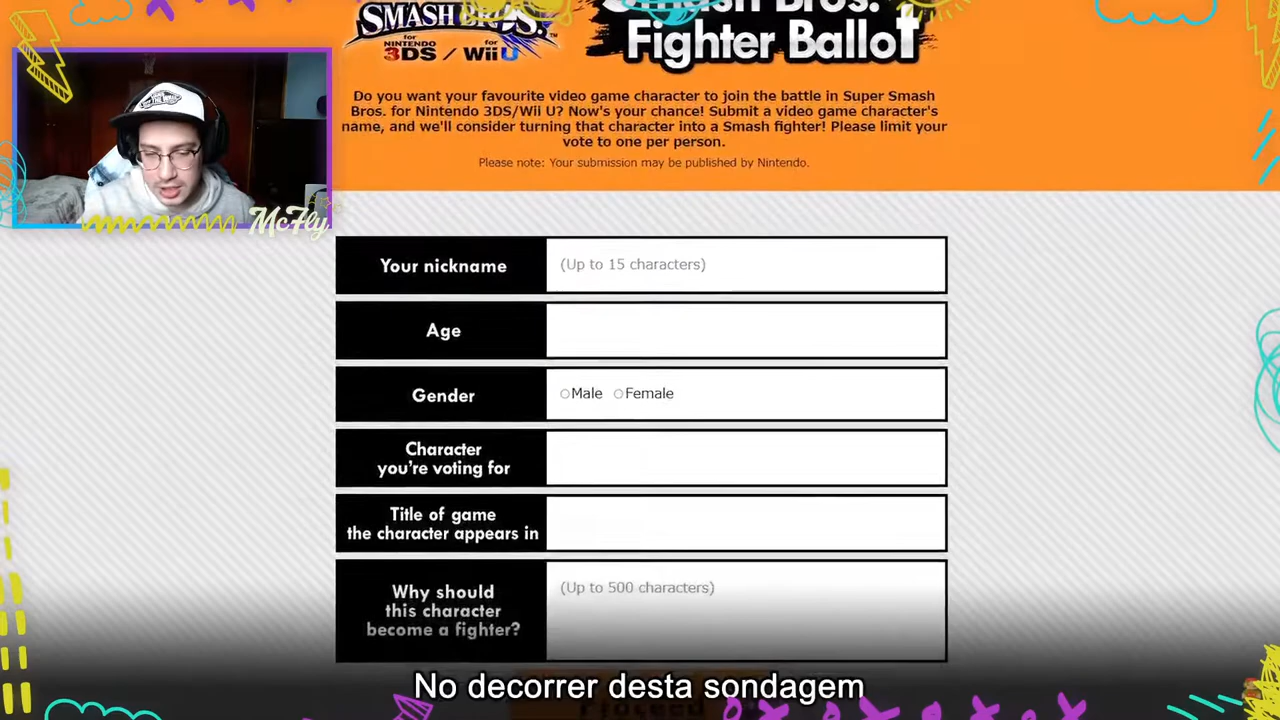 SMASH BROS.
for NINTENDO 3DS / for Wii U
Smash Bros.
Fighter Ballot
Do you want your favourite video game character to join the battle in Super Smash
Bros. for Nintendo 3DS/Wii U? Now's your chance! Submit a video game character's
name, and we'll consider turning that character into a Smash fighter! Please limit your
vote to one per person.
Please note: Your submission may be published by Nintendo.
McFly
Your nickname
(Up to 15 characters)
Age
Gender
Male Female
Character
you're voting for
Title of game
the character appears in
Why should
this character
become a fighter?
(Up to 500 characters)
No decorrer desta sondagem
Proceed